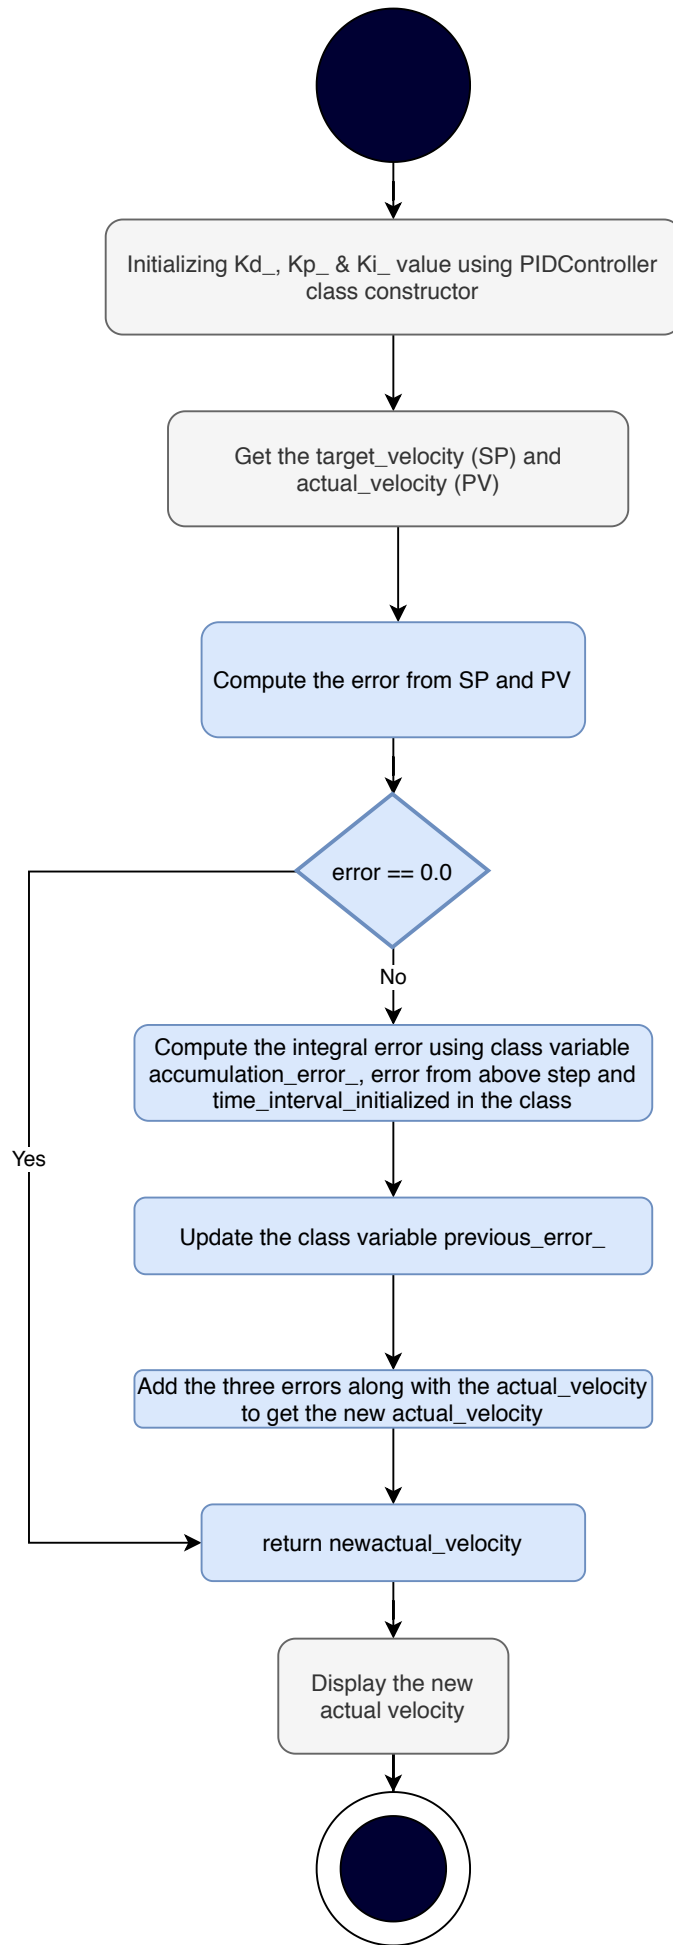 Initializing Kd_, Kp_ & Ki_ value using PIDController
class constructor
Get the target_velocity (SP) and
actual_velocity (PV)
Compute the error from SP and PV
error == 0.0
No
Compute the integral error using class variable
accumulation_error_, error from above step and
time_interval_initialized in the class
Yes
Update the class variable previous_error_
Add the three errors along with the actual_velocity
to get the new actual_velocity
return newactual_velocity
Display the new
actual velocity